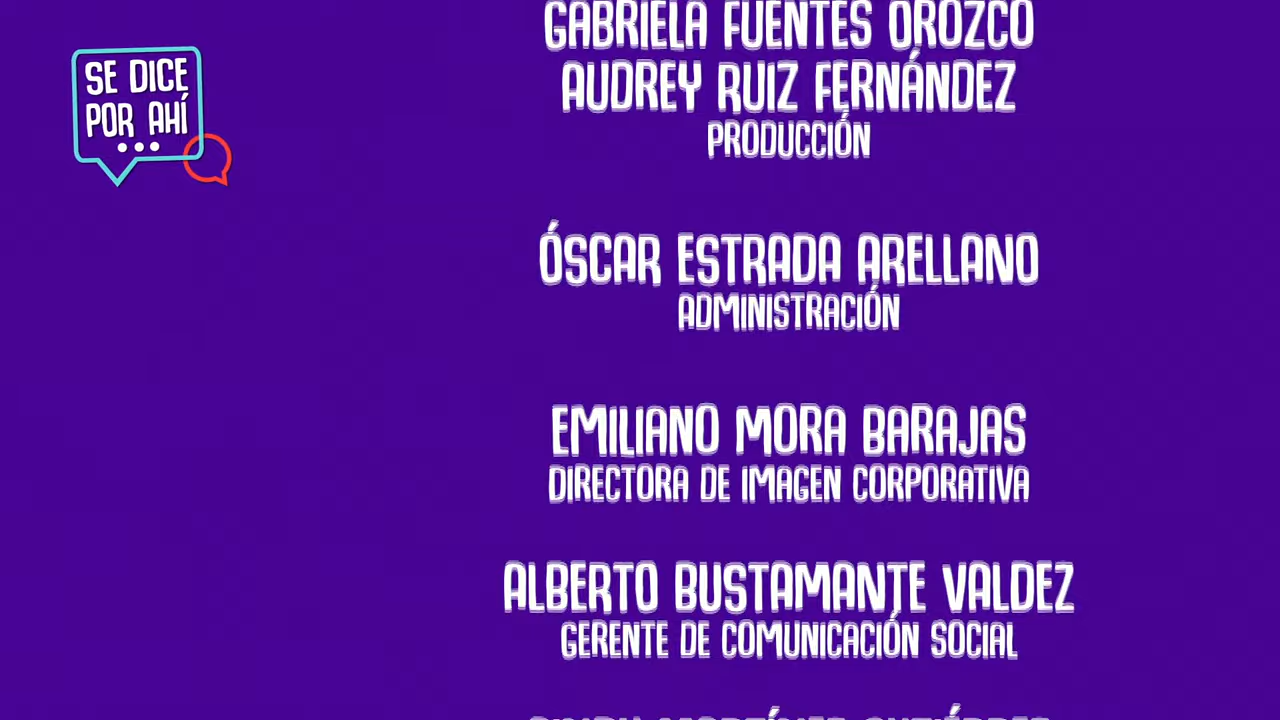 SE DICE
POR AHÍ
...
GABRIELA FUENTES OROZCO
AUDREY RUIZ FERNÁNDEZ
PRODUCCIÓN
ÓSCAR ESTRADA ARELLANO
ADMINISTRACIÓN
EMILIANO MORA BARAJAS
DIRECTORA DE IMAGEN CORPORATIVA
ALBERTO BUSTAMANTE VALDEZ
GERENTE DE COMUNICACIÓN SOCIAL